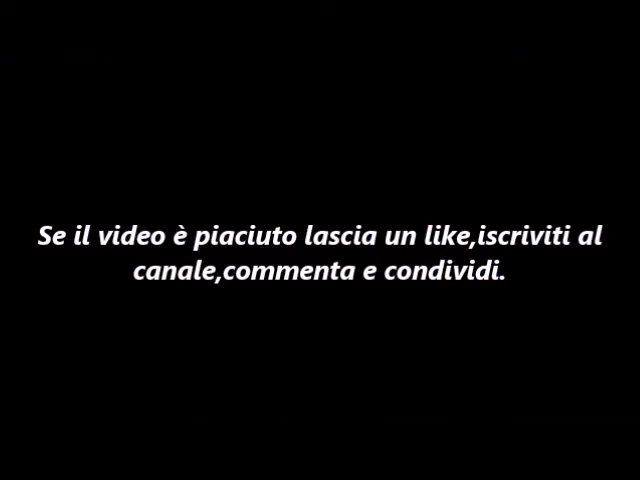 Se il video è piaciuto lascia un like,iscriviti al
canale,commenta e condividi.